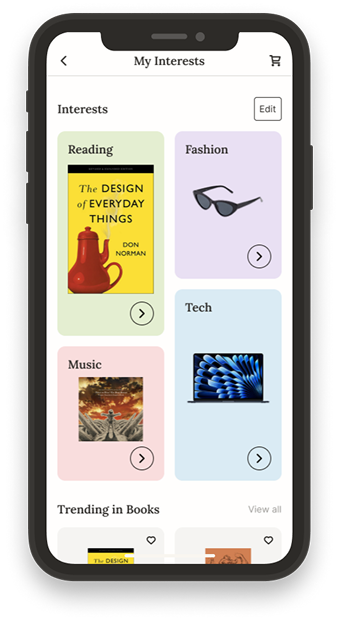 My Interests
Interests
Edit
Reading
The DESIGN
of EVERYDAY
THINGS
DON
NORMAN
Fashion
Tech
Music
Trending in Books
View all
The DESIGN